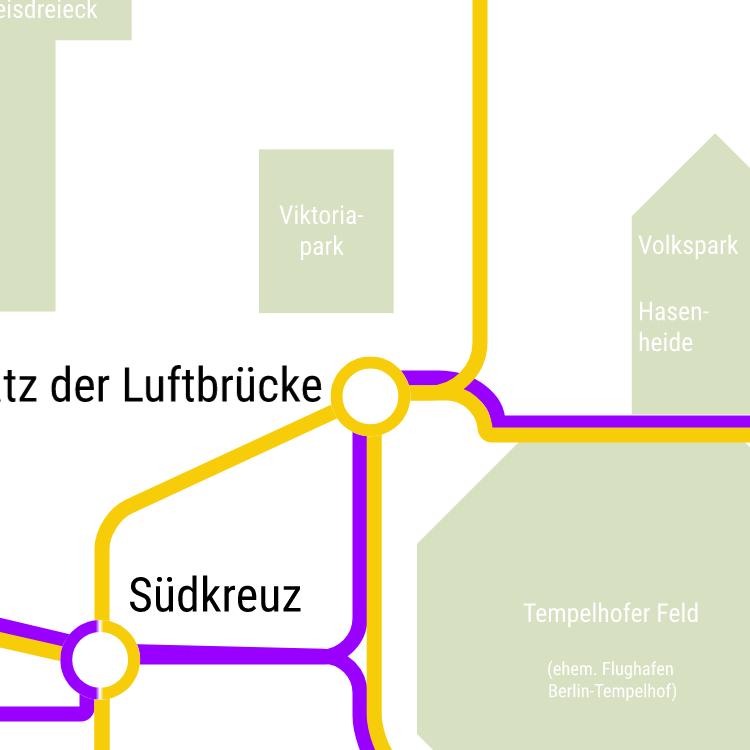 eisdreieck
Viktoria-
park
Volkspark
Hasen-
heide
tz der Luftbrücke
Südkreuz
Tempelhofer Feld
(ehem. Flughafen
Berlin-Tempelhof)